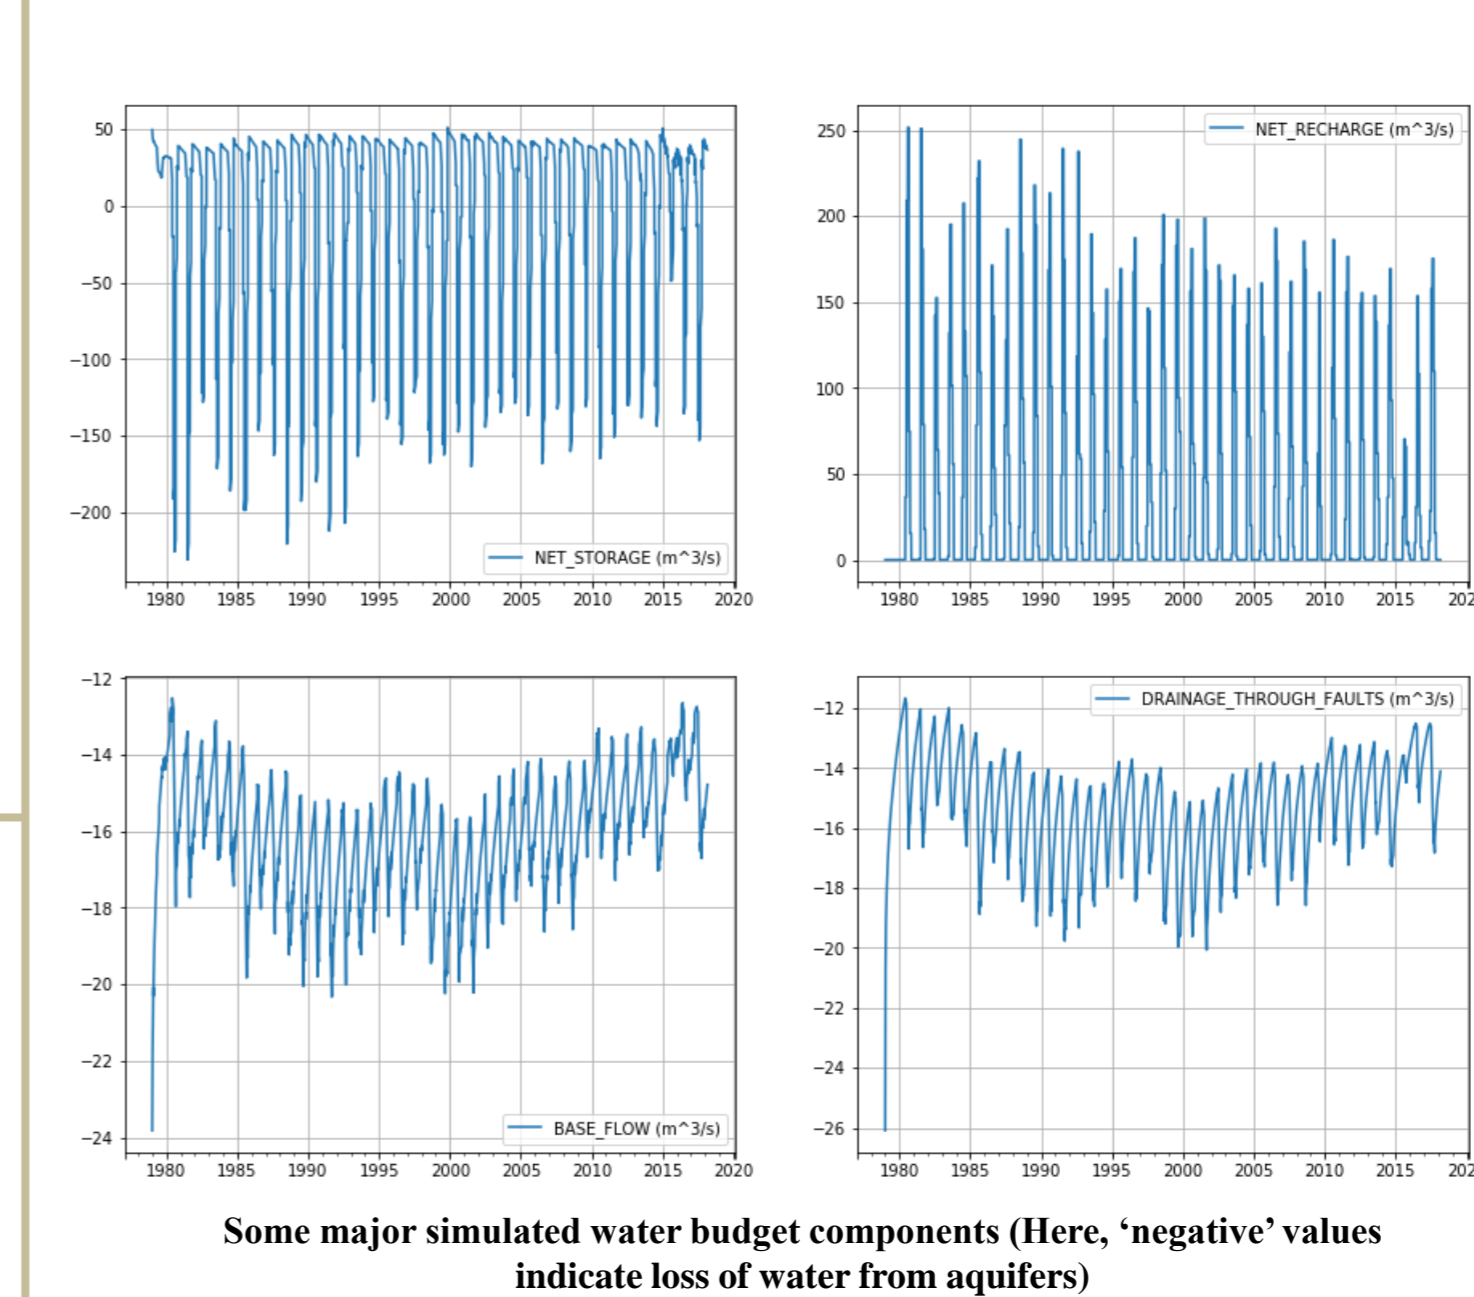 50
0
−50
−100
−150
−200
NET_STORAGE (m^3/s)
1980 1985 1990 1995 2000 2005 2010 2015 2020
250
200
150
100
50
0
NET_RECHARGE (m^3/s)
1980 1985 1990 1995 2000 2005 2010 2015 202
−12
−14
−16
−18
−20
−22
−24
BASE_FLOW (m^3/s)
1980 1985 1990 1995 2000 2005 2010 2015 2020
−12
−14
−16
−18
−20
−22
−24
−26
DRAINAGE_THROUGH_FAULTS (m^3/s)
1980 1985 1990 1995 2000 2005 2010 2015 202
Some major simulated water budget components (Here, ‘negative’ values
indicate loss of water from aquifers)